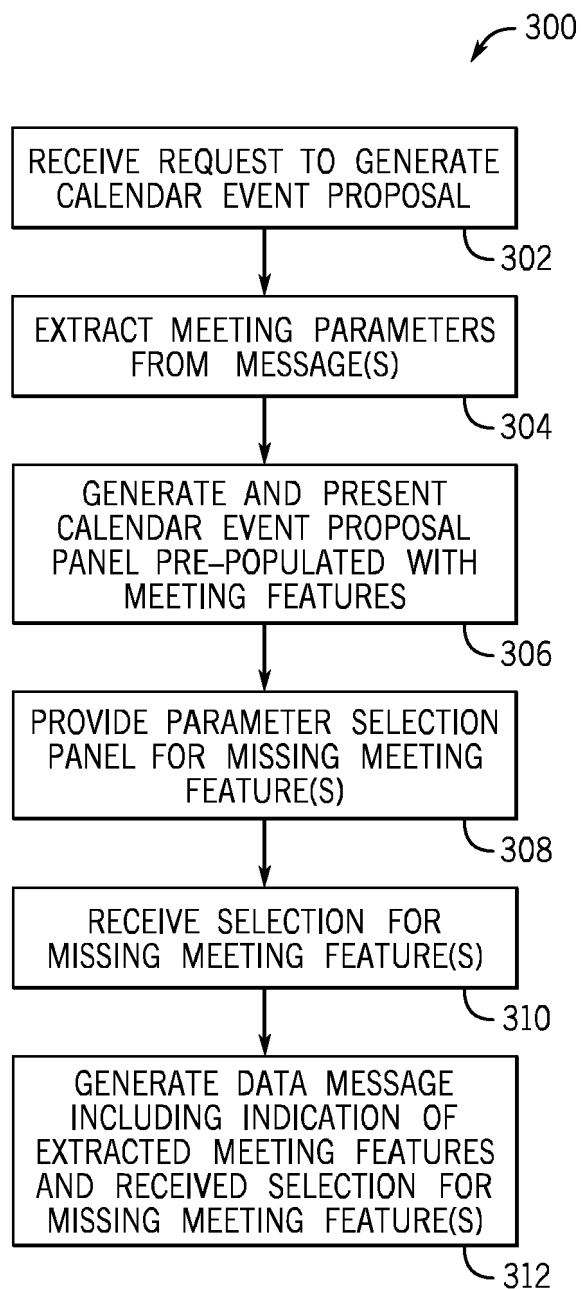 300
RECEIVE REQUEST TO GENERATE
CALENDAR EVENT PROPOSAL
302
EXTRACT MEETING PARAMETERS
FROM MESSAGE(S)
304
GENERATE AND PRESENT
CALENDAR EVENT PROPOSAL
PANEL PRE-POPULATED WITH
MEETING FEATURES
306
PROVIDE PARAMETER SELECTION
PANEL FOR MISSING MEETING
FEATURE(S)
308
RECEIVE SELECTION FOR
MISSING MEETING FEATURE(S)
310
GENERATE DATA MESSAGE
INCLUDING INDICATION OF
EXTRACTED MEETING FEATURES
AND RECEIVED SELECTION FOR
MISSING MEETING FEATURE(S)
312